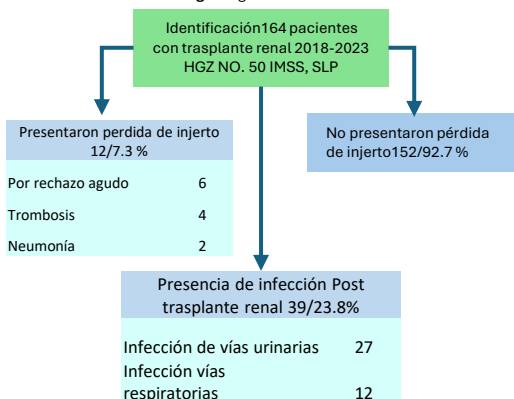 Identificación164 pacientes
con trasplante renal 2018-2023
HGZ NO. 50 IMSS, SLP
Presentaron perdida de injerto
12/7.3 %
Por rechazo agudo 6
Trombosis 4
Neumonía 2
No presentaron pérdida
de injerto152/92.7 %
Presencia de infección Post
trasplante renal 39/23.8%
Infección de vías urinarias 27
Infección vías
respiratorias 12